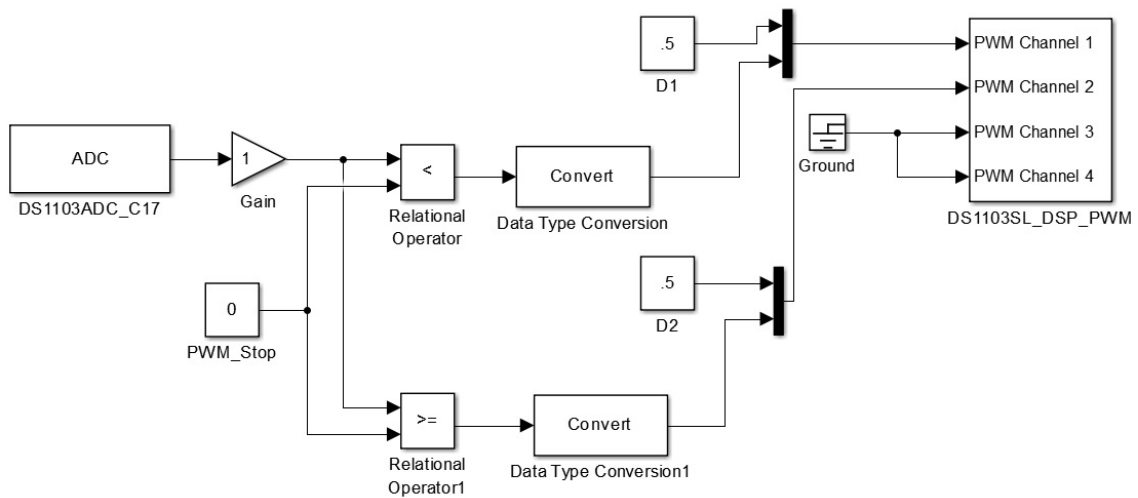 .5
D1
PWM Channel 1
PWM Channel 2
PWM Channel 3
PWM Channel 4
DS1103SL_DSP_PWM
Ground
ADC
DS1103ADC_C17
1
Gain
<
Relational
Operator
Convert
Data Type Conversion
0
PWM_Stop
.5
D2
>=
Relational
Operator1
Convert
Data Type Conversion1